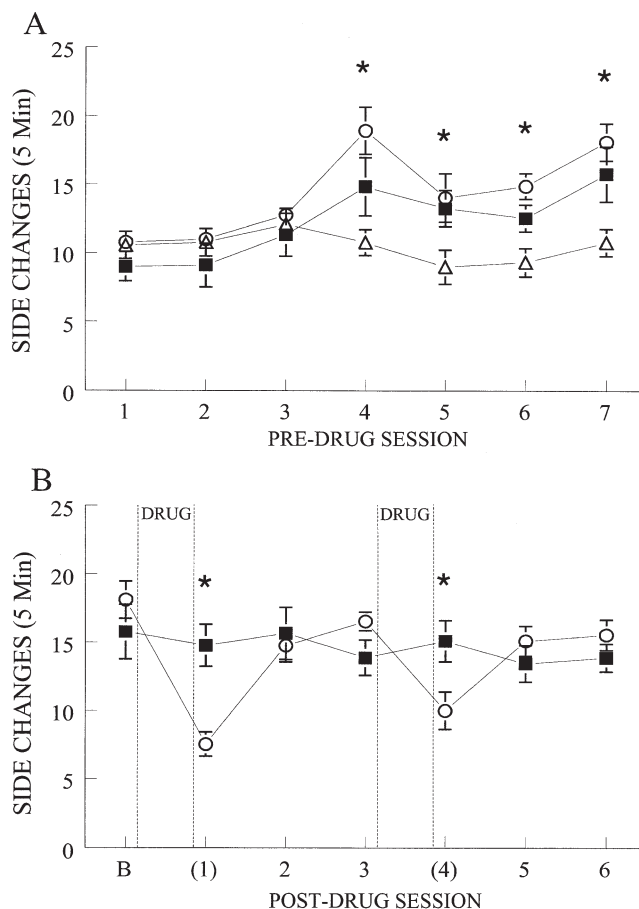 A
SIDE CHANGES (5 Min)
25
20
15
10
5
0
* * * *
1 2 3 4 5 6 7
PRE-DRUG SESSION
B
SIDE CHANGES (5 Min)
25
20
15
10
5
0
DRUG DRUG
* *
B (1) 2 3 (4) 5 6
POST-DRUG SESSION